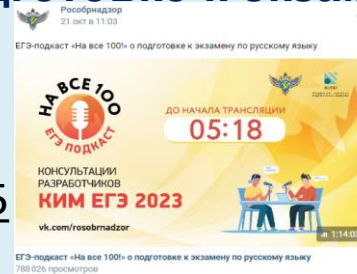 Рособрнадзор
21 окт в 11:03
ЕГЭ-подкаст «На все 100!» о подготовке к экзамену по русскому языку
НА ВСЕ 100
ЕГЭ ПОДКАСТ
ДО НАЧАЛА ТРАНСЛЯЦИИ
05:18
КОНСУЛЬТАЦИИ
РАЗРАБОТЧИКОВ
КИМ ЕГЭ 2023
vk.com/rosobrnadzor
1:14:03
ЕГЭ-подкаст «На все 100!» о подготовке к экзамену по русскому языку
788 026 просмотров